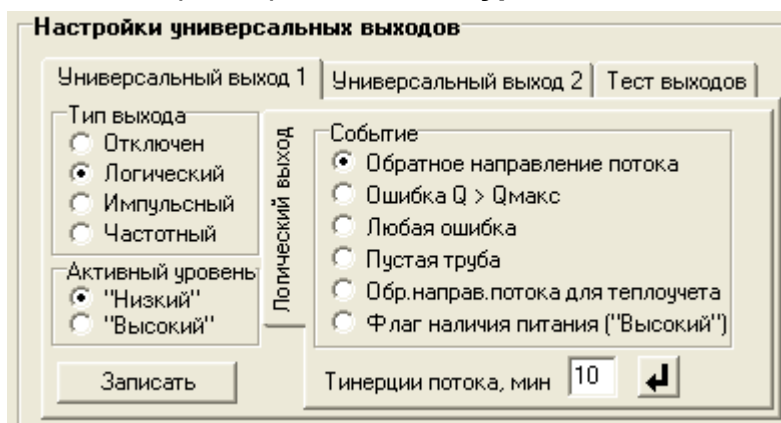 Настройки универсальных выходов
Универсальный выход 1
Универсальный выход 2
Тест выходов
Тип выхода
Отключен
Логический
Импульсный
Частотный
Активный уровень
"Низкий"
"Высокий"
Записать
Логический выход
Событие
Обратное направление потока
Ошибка Q > Qмакс
Любая ошибка
Пустая труба
Обр.направ.потока для теплоучета
Флаг наличия питания ("Высокий")
Тинерции потока, мин 10